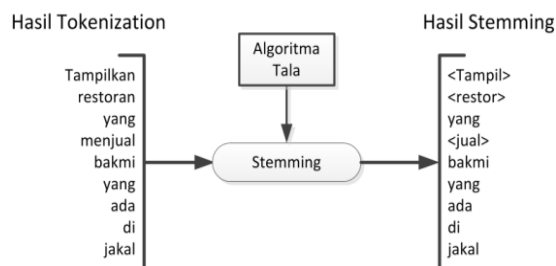 Hasil Tokenization
Tampilkan
restoran
yang
menjual
bakmi
yang
ada
di
jakal
Algoritma
Tala
Stemming
Hasil Stemming
<Tampil>
<restor>
yang
<jual>
bakmi
yang
ada
di
jakal